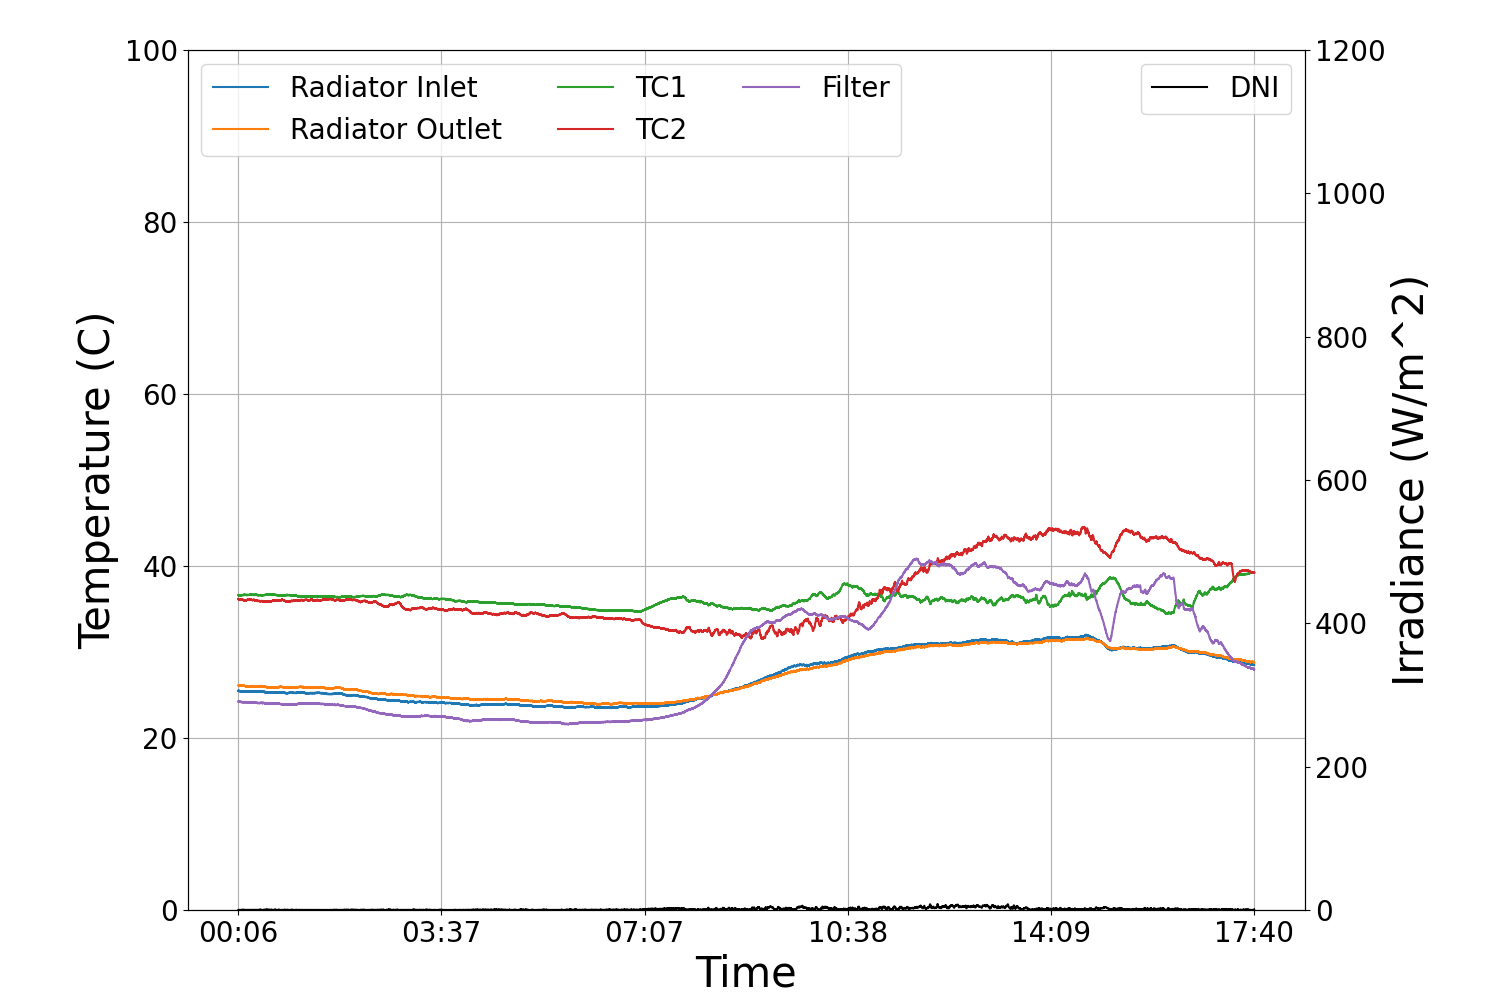 Radiator Inlet
Radiator Outlet
TC1
TC2
Filter
DNI
Temperature (C)
100
80
60
40
20
0
1200
1000
800
600
400
200
0
Irradiance (W/m^2)
00:06 03:37 07:07 10:38 14:09 17:40
Time